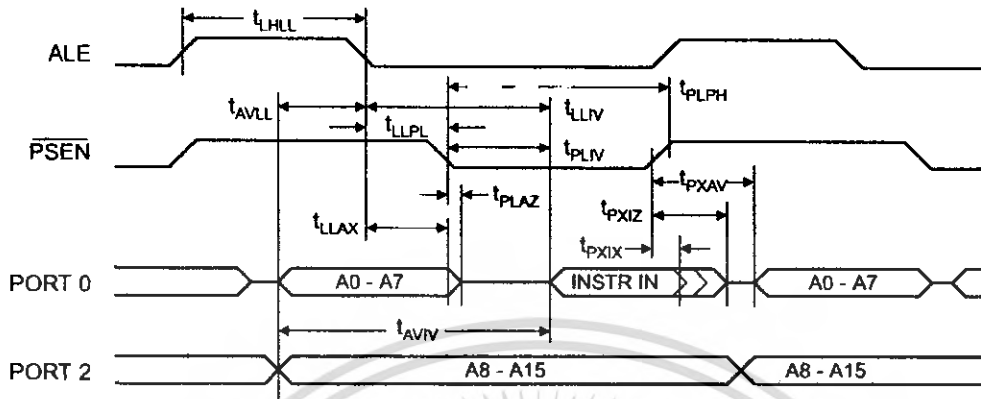 tLHLL
ALE
tPLPH
tAVLL
tLLIV
tLLPL
PSEN
tPLIV
tPXAV
tPLAZ
tLLAX
tPXIZ
tPXIX
PORT 0
A0 - A7
INSTR IN
A0 - A7
tAVIV
PORT 2
A8 - A15
A8 - A15